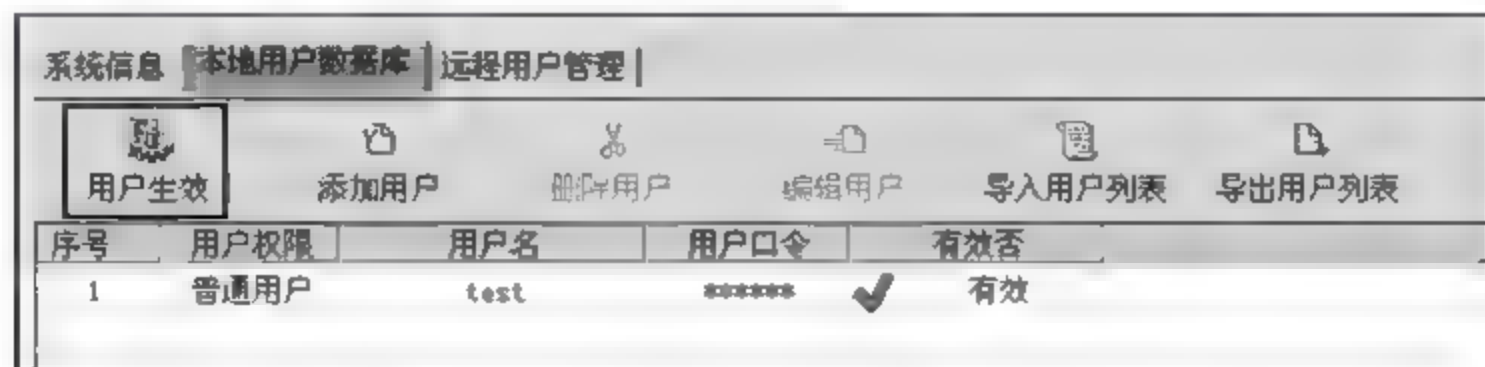 系统信息 本地用户数据库 远程用户管理
用户生效 添加用户 删除用户 编辑用户 导入用户列表 导出用户列表
序号 用户权限 用户名 用户口令 有效否
1 普通用户 test ****** 有效